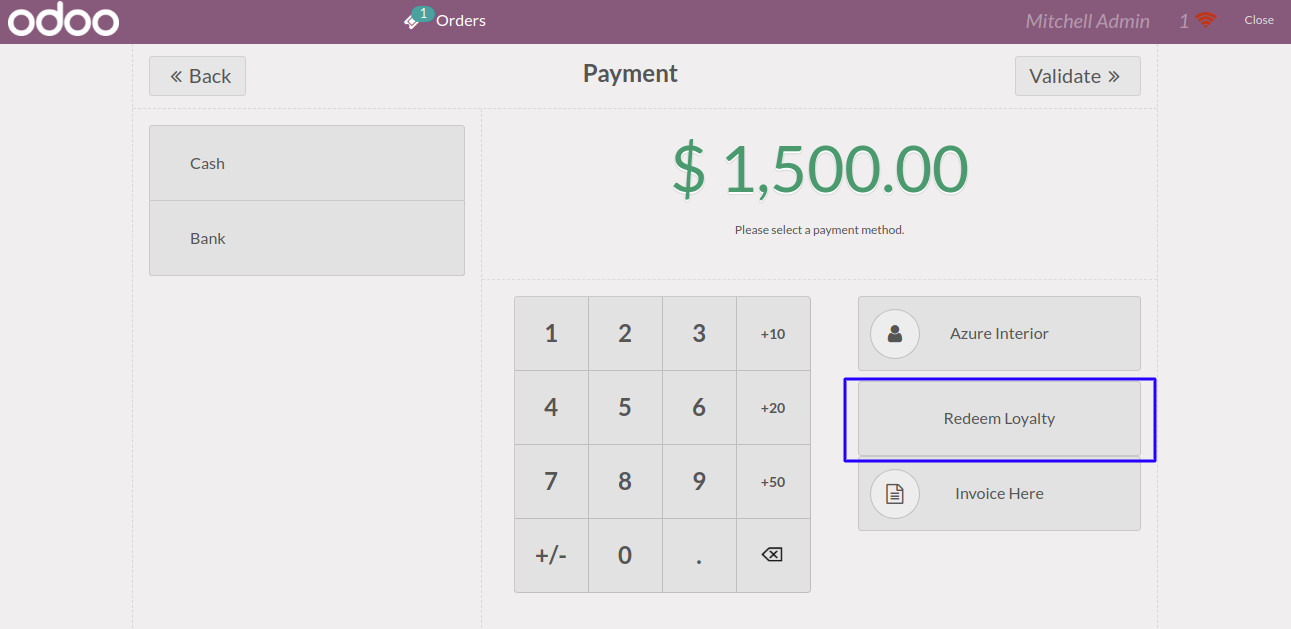 odoo
1
Orders
Mitchell Admin
1
Close
« Back
Payment
Validate »
Cash
Bank
$ 1,500.00
Please select a payment method.
1 2 3 +10
4 5 6 +20
7 8 9 +50
+/- 0 .
Azure Interior
Redeem Loyalty
Invoice Here